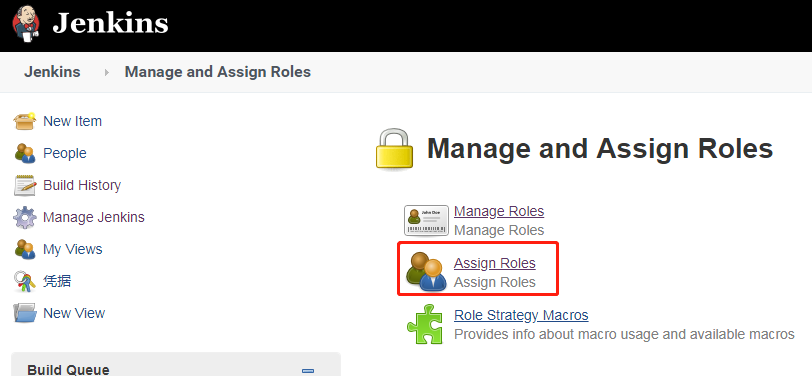 Jenkins
Jenkins Manage and Assign Roles
New Item
People
Build History
Manage Jenkins
My Views
凭据
New View
Build Queue
Manage and Assign Roles
John Doe
Manage Roles
Manage Roles
Assign Roles
Assign Roles
Role Strategy Macros
Provides info about macro usage and available macros